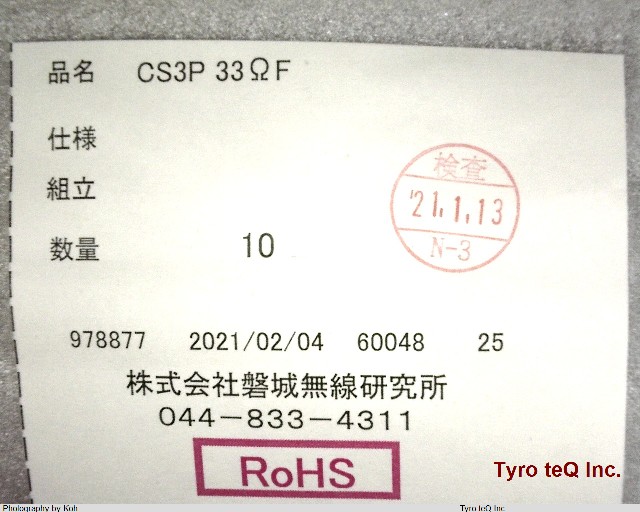 品名 CS3P 33ΩF
仕様
組立
数量 10
検査
'21.1.13
N-3
978877 2021/02/04 60048 25
株式会社磐城無線研究所
044-833-4311
RoHS
Tyro teQ Inc.
Photography by Koh Tyro teQ Inc.